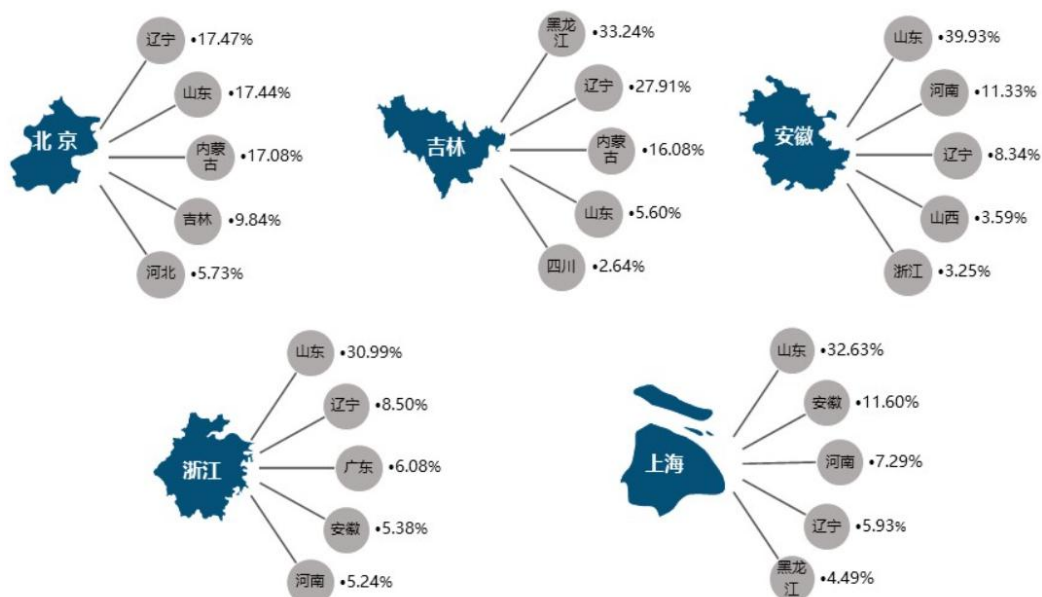 北京
辽宁 •17.47%
山东 •17.44%
内蒙古 •17.08%
吉林 •9.84%
河北 •5.73%
吉林
黑龙江 •33.24%
辽宁 •27.91%
内蒙古 •16.08%
山东 •5.60%
四川 •2.64%
安徽
山东 •39.93%
河南 •11.33%
辽宁 •8.34%
山西 •3.59%
浙江 •3.25%
浙江
山东 •30.99%
辽宁 •8.50%
广东 •6.08%
安徽 •5.38%
河南 •5.24%
上海
山东 •32.63%
安徽 •11.60%
河南 •7.29%
辽宁 •5.93%
黑龙江 •4.49%